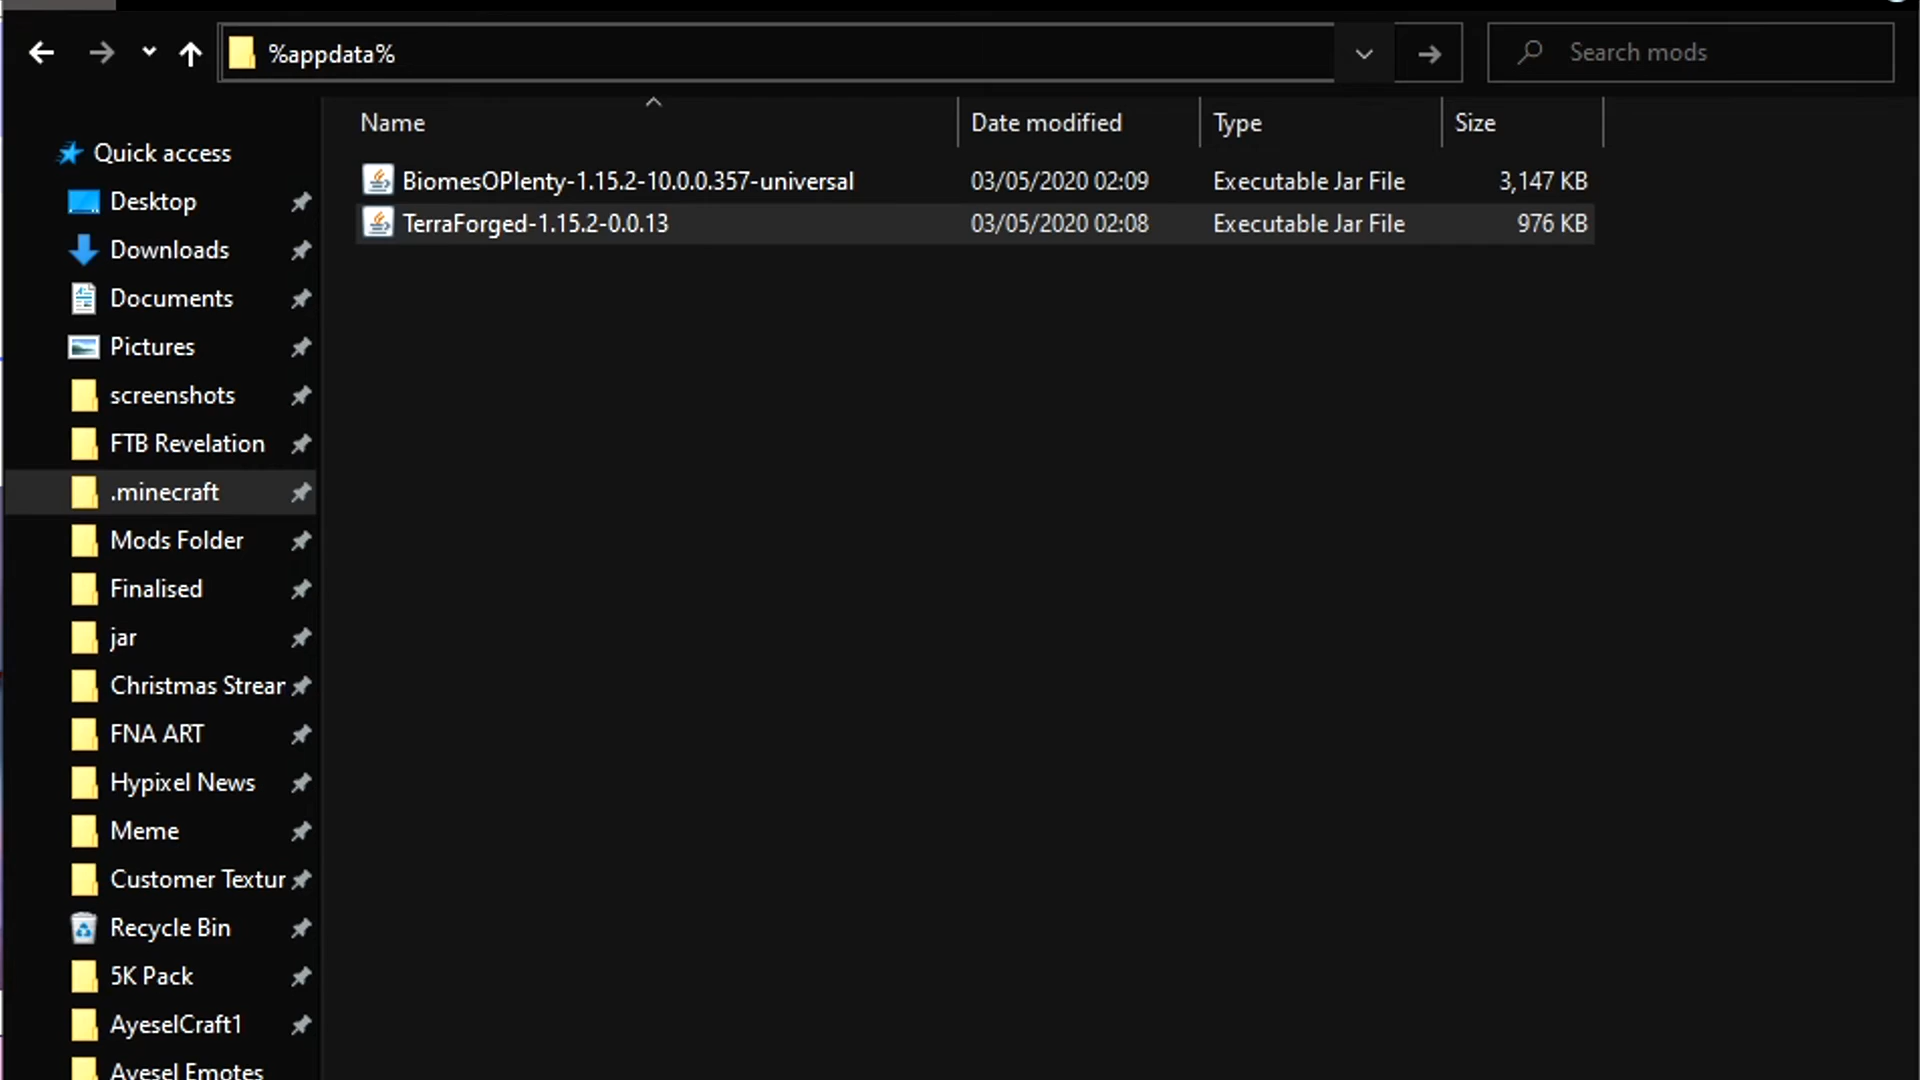 %appdata%
Search mods
Name
Date modified
Type
Size
Quick access
Desktop
Downloads
Documents
Pictures
screenshots
FTB Revelation
.minecraft
Mods Folder
Finalised
jar
Christmas Strear
FNA ART
Hypixel News
Meme
Customer Textur
Recycle Bin
5K Pack
AyeselCraft1
Ayesel Emotes
BiomesOPlenty-1.15.2-10.0.0.357-universal
03/05/2020 02:09
Executable Jar File
3,147 KB
TerraForged-1.15.2-0.0.13
03/05/2020 02:08
Executable Jar File
976 KB